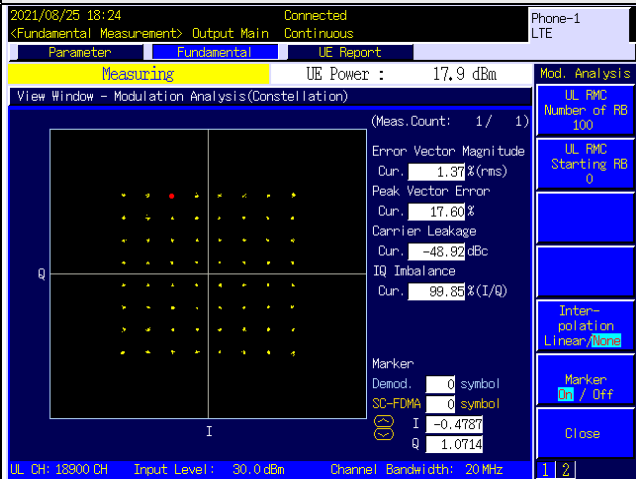 2021/08/25 18:24 Connected
<Fundamental Measurement> Output Main Continuous
Phone-1
LTE
Parameter Fundamental UE Report
Measuring UE Power : 17.9 dBm
Mod. Analysis
View Window - Modulation Analysis(Constellation)
(Meas.Count: 1/ 1)
Error Vector Magnitude
Cur. 1.37 %(rms)
Peak Vector Error
Cur. 17.60 %
Carrier Leakage
Cur. -48.92 dBc
IQ Imbalance
Cur. 99.85 %(I/Q)
Q
I
Marker
Demod. 0 symbol
SC-FDMA 0 symbol
I -0.4787
Q 1.0714
UL RMC
Number of RB
100
UL RMC
Starting RB
0
Inter-
polation
Linear/None
Marker
On / Off
Close
1 2
UL CH: 18900 CH Input Level: 30.0 dBm Channel Bandwidth: 20 MHz